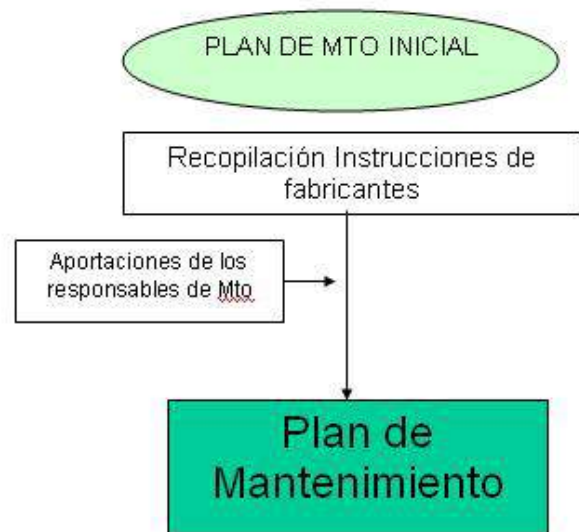 PLAN DE MTO INICIAL
Recopilación Instrucciones de
fabricantes
Aportaciones de los
responsables de Mto
Plan de
Mantenimiento